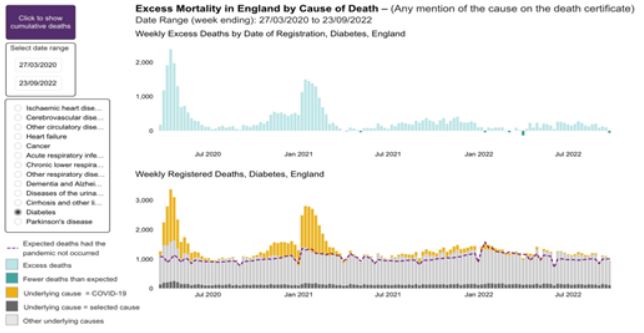 Click to show
cumulative deaths
Excess Mortality in England by Cause of Death – (Any mention of the cause on the death certificate)
Date Range (week ending): 27/03/2020 to 23/09/2022
Weekly Excess Deaths by Date of Registration, Diabetes, England
Select date range
27/03/2020
23/09/2022
2,000
1,000
0
Jul 2020
Jan 2021
Jul 2021
Jan 2022
Jul 2022
Ischaemic heart dise...
Cerebrovascular dise...
Other circulatory dise...
Heart failure
Cancer
Acute respiratory infe...
Chronic lower respira...
Other respiratory dise...
Dementia and Alzhei...
Diseases of the urina...
Cirrhosis and other li...
Diabetes
Parkinson's disease
Weekly Registered Deaths, Diabetes, England
3,000
2,000
1,000
0
Jul 2020
Jan 2021
Jul 2021
Jan 2022
Jul 2022
Expected deaths had the
pandemic not occurred
Excess deaths
Fewer deaths than expected
Underlying cause = COVID-19
Underlying cause = selected cause
Other underlying causes